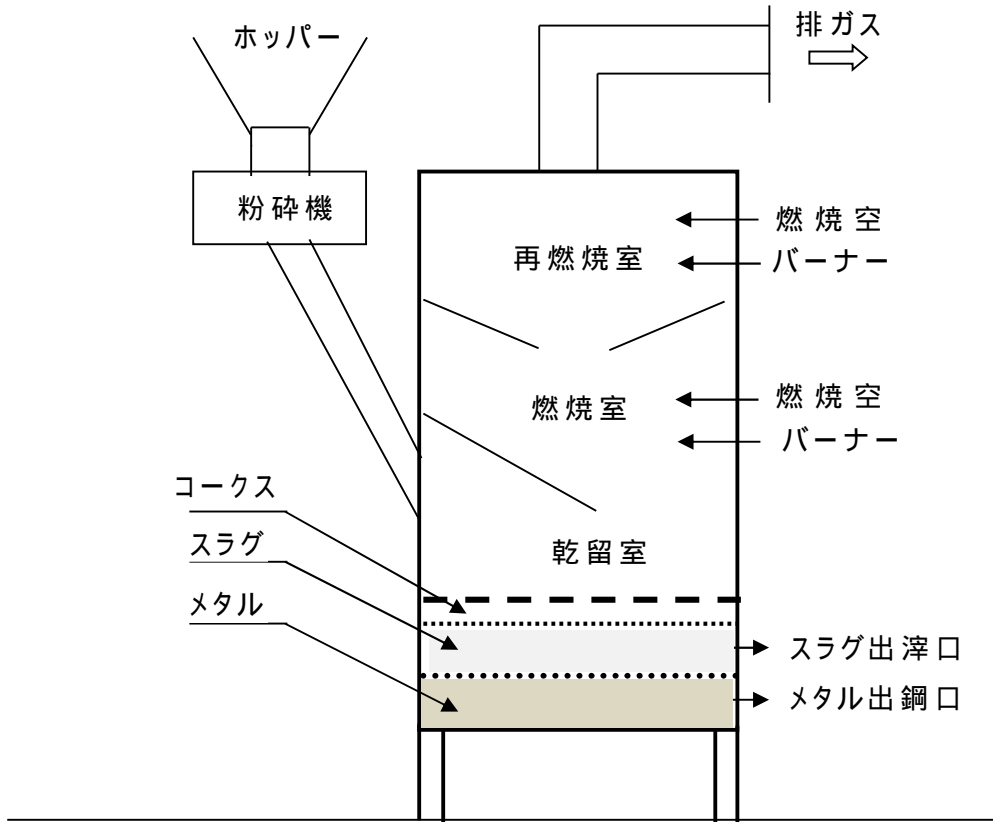 ホッパー
排ガス
粉砕機
燃焼空
再燃焼室
バーナー
燃焼空
燃焼室
バーナー
コークス
スラグ
乾留室
メタル
スラグ出滓口
メタル出鋼口